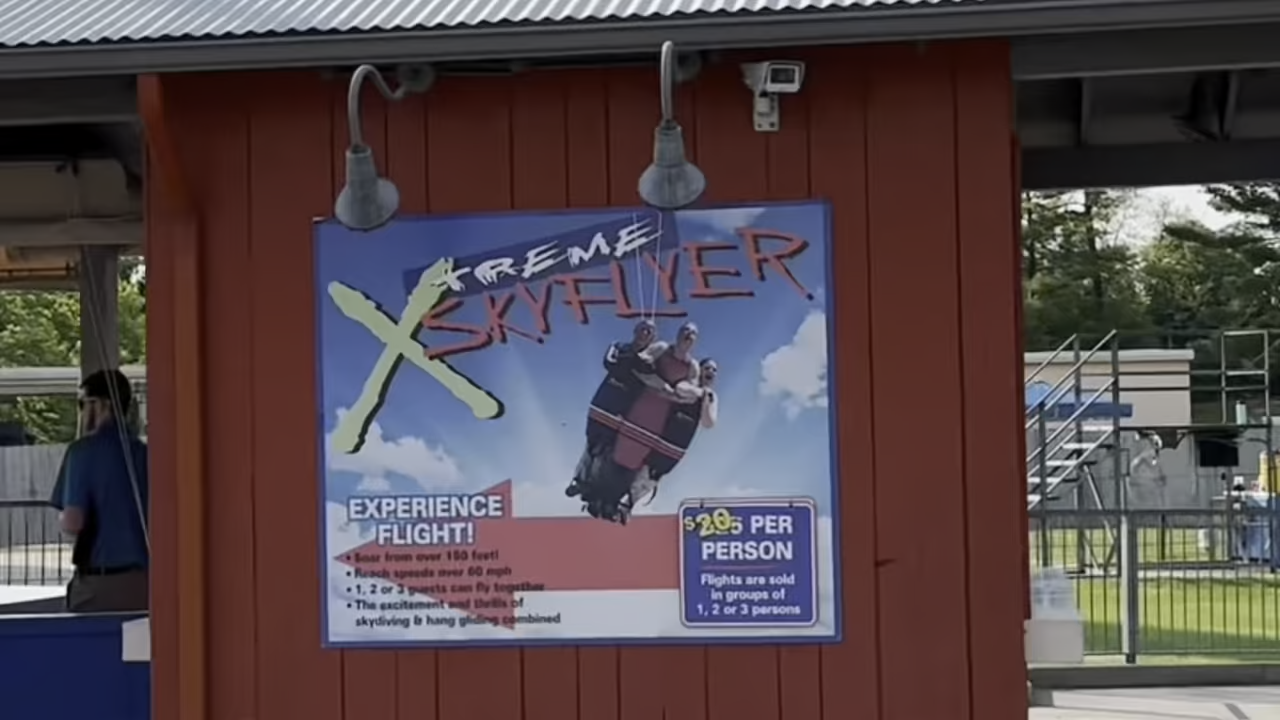 XTREME
SKYFLYER
EXPERIENCE
FLIGHT!
• Soar from over 150 feet!
• Reach speeds over 60 mph
• 1, 2 or 3 guests can fly together
• The excitement and thrills of
skydiving & hang gliding combined
$20 PER
PERSON
Flights are sold
in groups of
1, 2 or 3 persons